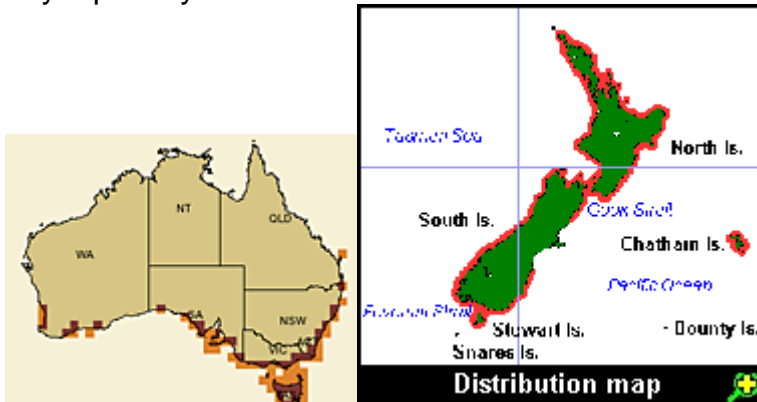 Tasman Sea
North Is.
South Is.
Cook Strait
Chatham Is.
Pacific Ocean
Stewart Is.
Bounty Is.
Snares Is.
Distribution map
NT
QLD
WA
SA
NSW
VIC